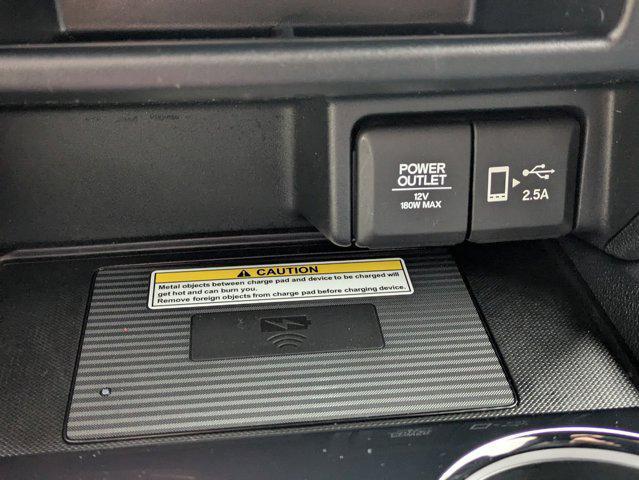 POWER
OUTLET
12V
180W MAX
2.5A
CAUTION
Metal objects between charge pad and device to be charged will
get hot and can burn you.
Remove foreign objects from charge pad before charging device.